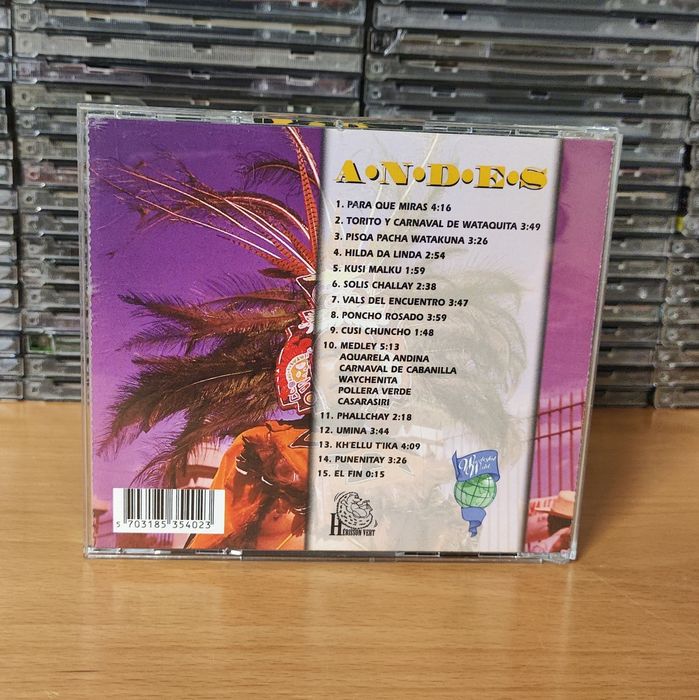 A•N•D•E•S
1. PARA QUE MIRAS 4:16
2. TORITO Y CARNAVAL DE WATAQUITA 3:49
3. PISQA PACHA WATAKUNA 3:26
4. HILDA DA LINDA 2:54
5. KUSI MALKU 1:59
6. SOLIS CHALLAY 2:38
7. VALS DEL ENCUENTRO 3:47
8. PONCHO ROSADO 3:59
9. CUSI CHUNCHO 1:48
10. MEDLEY 5:13
AQUARELA ANDINA
CARNAVAL DE CABANILLA
WAYCHENITA
POLLERA VERDE
CASARASIRI
11. PHALLCHAY 2:18
12. UMINA 3:44
13. KH'ELLU T'IKA 4:09
14. PUNENITAY 3:26
15. EL FIN 0:15
5 703185 354023
HERISSON VERT